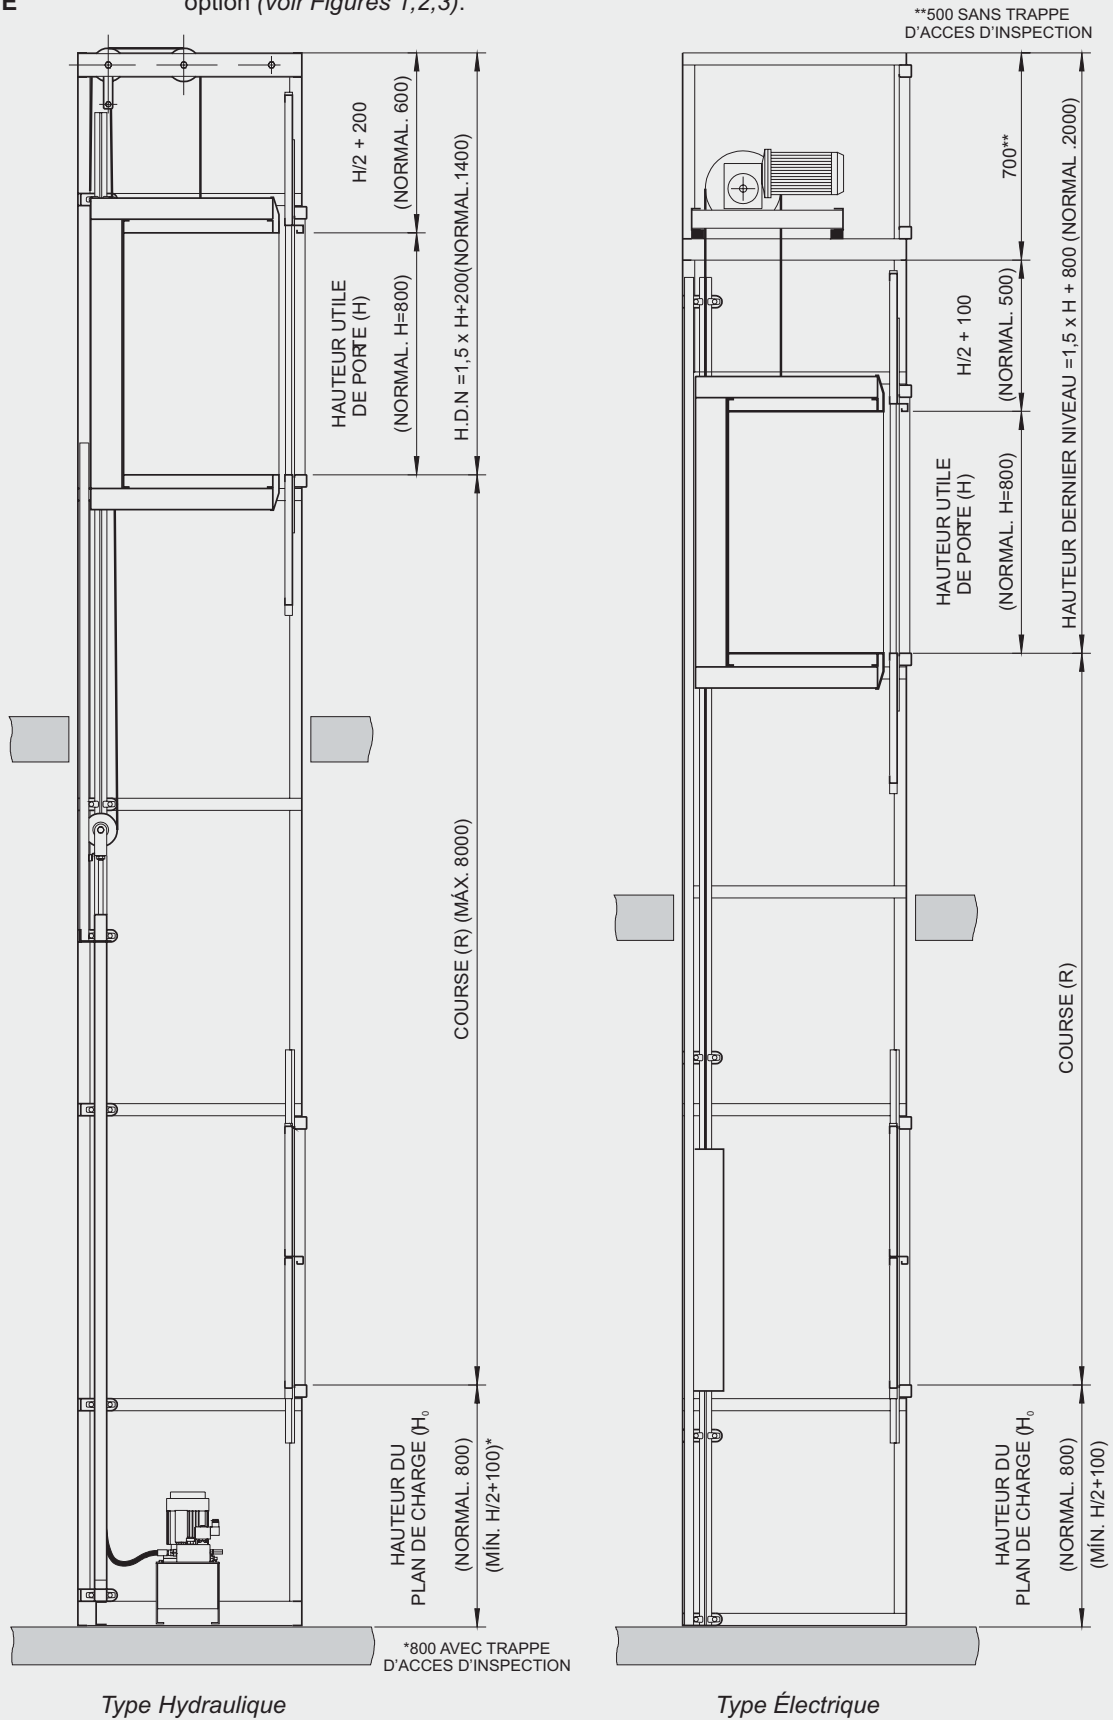 E
option (voir Figures 1,2,3).
**500 SANS TRAPPE
D'ACCES D'INSPECTION
H/2 + 200
(NORMAL. 600)
HAUTEUR UTILE
DE PORTE (H)
(NORMAL. H=800)
H.D.N =1,5 x H+200(NORMAL.1400)
COURSE (R) (MÁX. 8000)
HAUTEUR DU
PLAN DE CHARGE (H₀
(NORMAL. 800)
(MÍN. H/2+100)*
*800 AVEC TRAPPE
D'ACCES D'INSPECTION
Type Hydraulique
700**
H/2 + 100
(NORMAL. 500)
HAUTEUR UTILE
DE PORTE (H)
(NORMAL. H=800)
HAUTEUR DERNIER NIVEAU =1,5 x H + 800 (NORMAL .2000)
COURSE (R)
HAUTEUR DU
PLAN DE CHARGE (H₀
(NORMAL. 800)
(MÍN. H/2+100)
Type Électrique